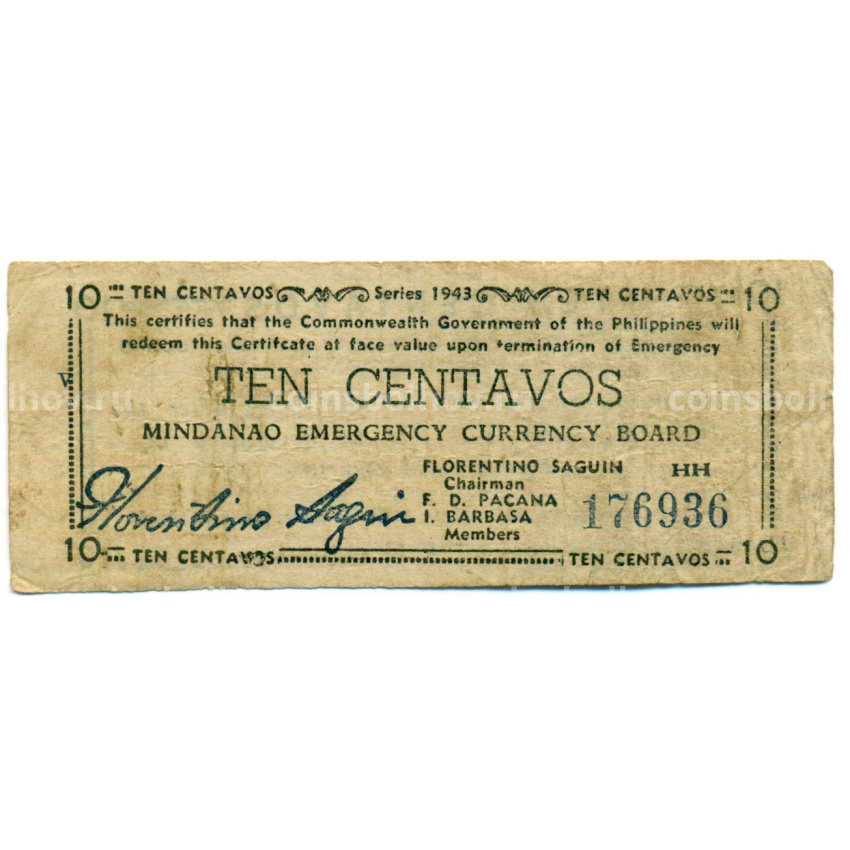 10 TEN CENTAVOS Series 1943 TEN CENTAVOS 10
This certifies that the Commonwealth Government of the Philippines will
redeem this Certifcate at face value upon termination of Emergency
TEN CENTAVOS
MINDANAO EMERGENCY CURRENCY BOARD
FLORENTINO SAGUIN HH
Chairman
F. D. PACANA
I. BARBASA
Members
176936
Florentino Saguin
10 TEN CENTAVOS TEN CENTAVOS 10